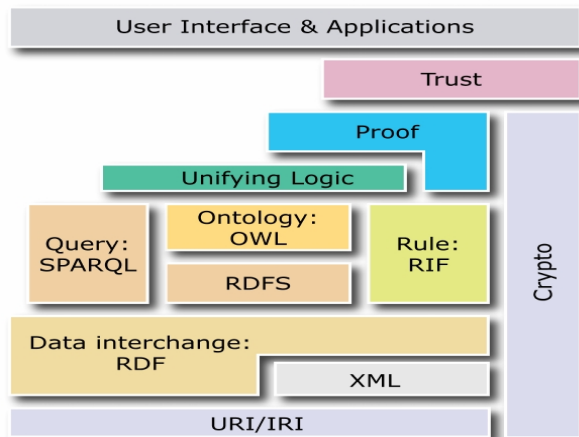 User Interface & Applications
Trust
Proof
Unifying Logic
Query:
SPARQL
Ontology:
OWL
RDFS
Rule:
RIF
Crypto
Data interchange:
RDF
XML
URI/IRI